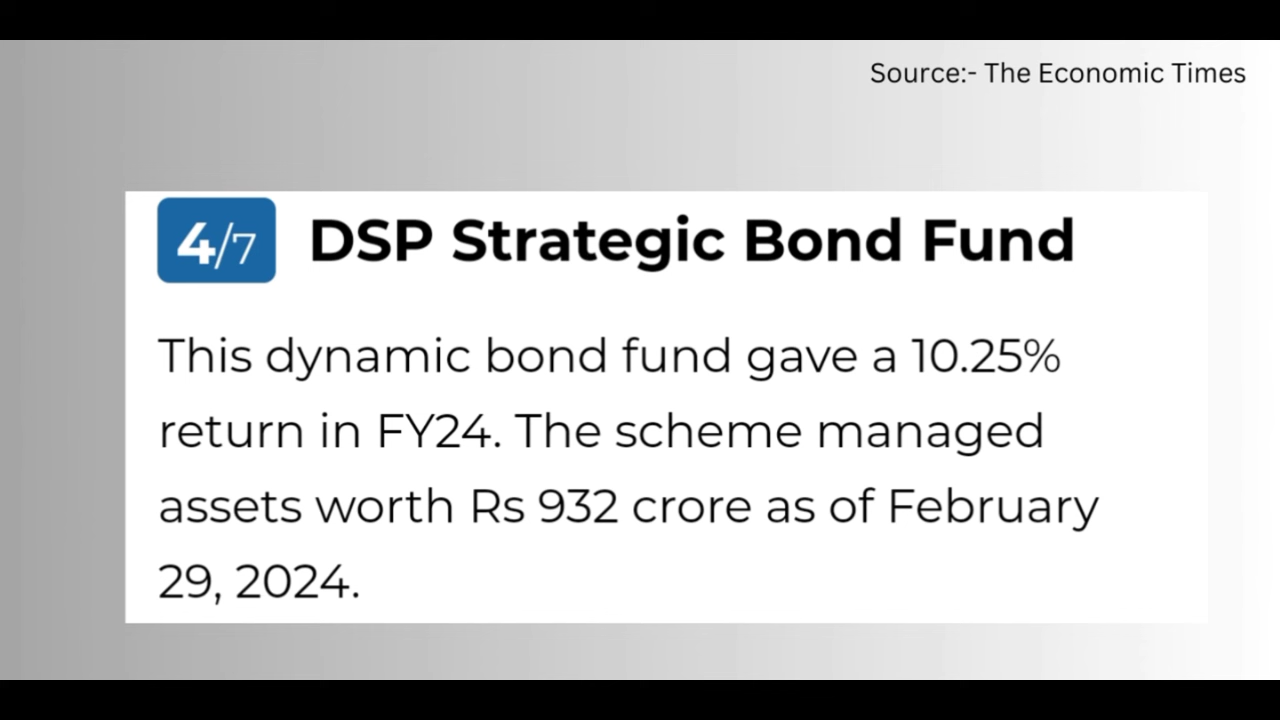 Source:- The Economic Times
4/7 DSP Strategic Bond Fund
This dynamic bond fund gave a 10.25%
return in FY24. The scheme managed
assets worth Rs 932 crore as of February
29, 2024.